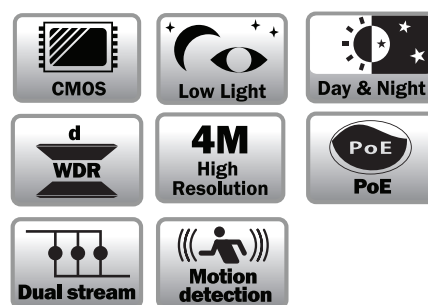 CMOS
Low Light
Day & Night
d
WDR
4M
High
Resolution
PoE
PoE
Dual stream
Motion
detection